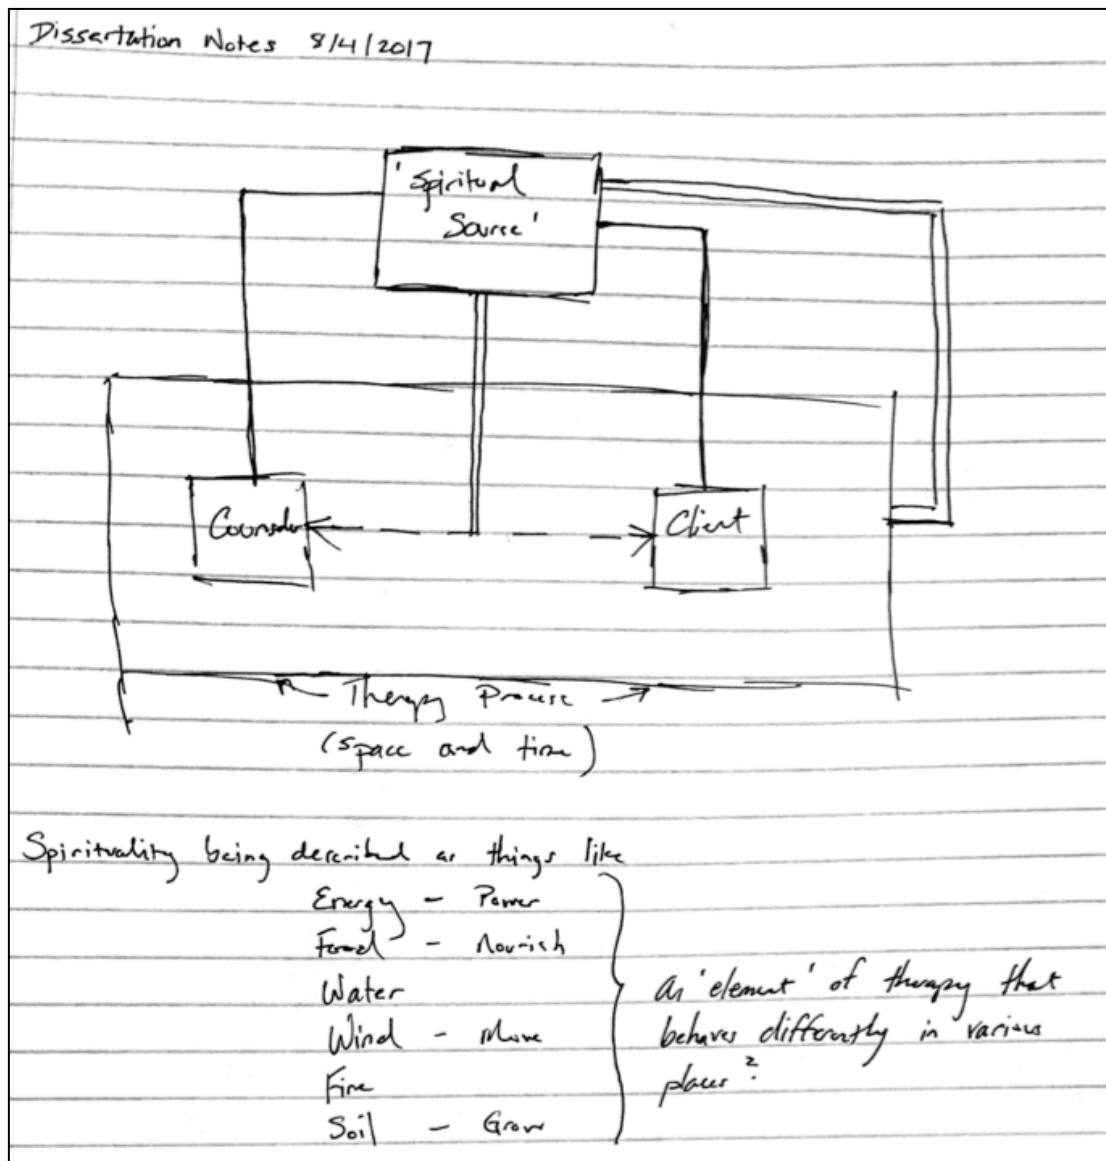 Dissertation Notes 8/4/2017
'Spiritual
Source'
Counselor
Client
Therapy Process
(space and time)
Spirituality being described as things like
Energy - Power
Food - Nourish
Water
Wind - Move
Fire
Soil - Grow
An 'element' of therapy that
behaves differently in various
places?